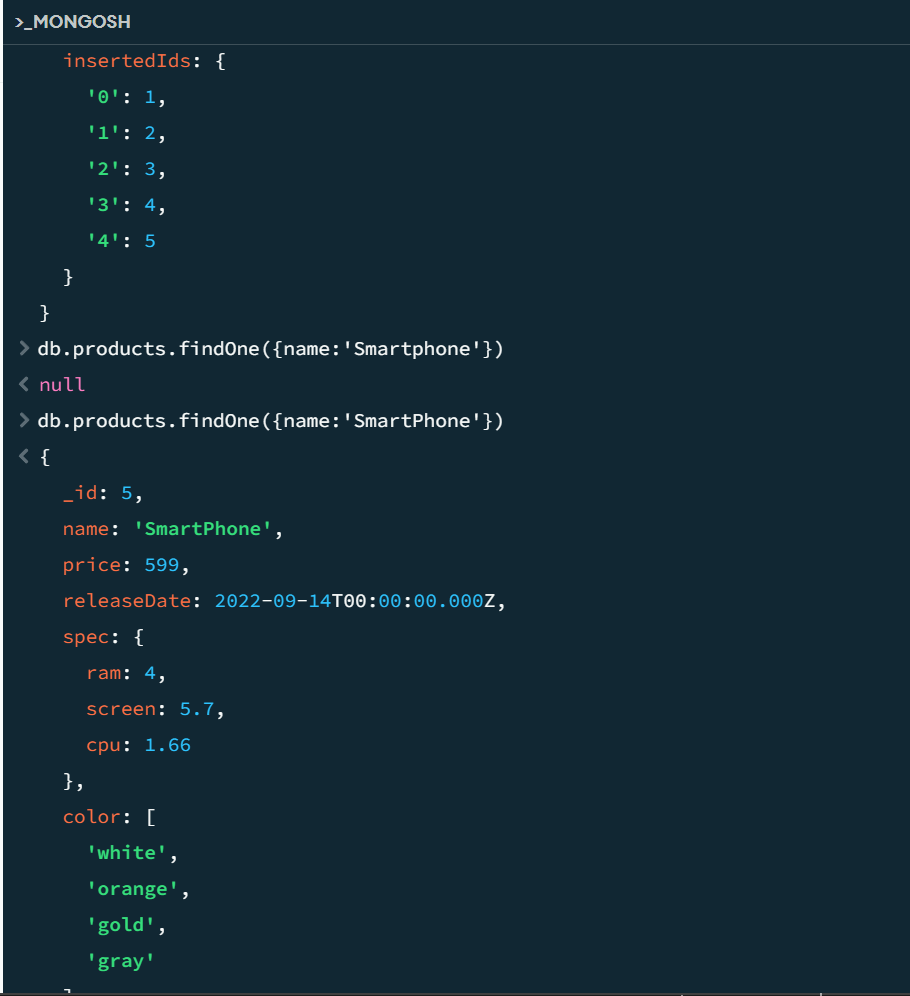 >_MONGOSH
insertedIds: {
'0': 1,
'1': 2,
'2': 3,
'3': 4,
'4': 5
}
}
> db.products.findOne({name:'Smartphone'})
< null
> db.products.findOne({name:'SmartPhone'})
< {
_id: 5,
name: 'SmartPhone',
price: 599,
releaseDate: 2022-09-14T00:00:00.000Z,
spec: {
ram: 4,
screen: 5.7,
cpu: 1.66
},
color: [
'white',
'orange',
'gold',
'gray'